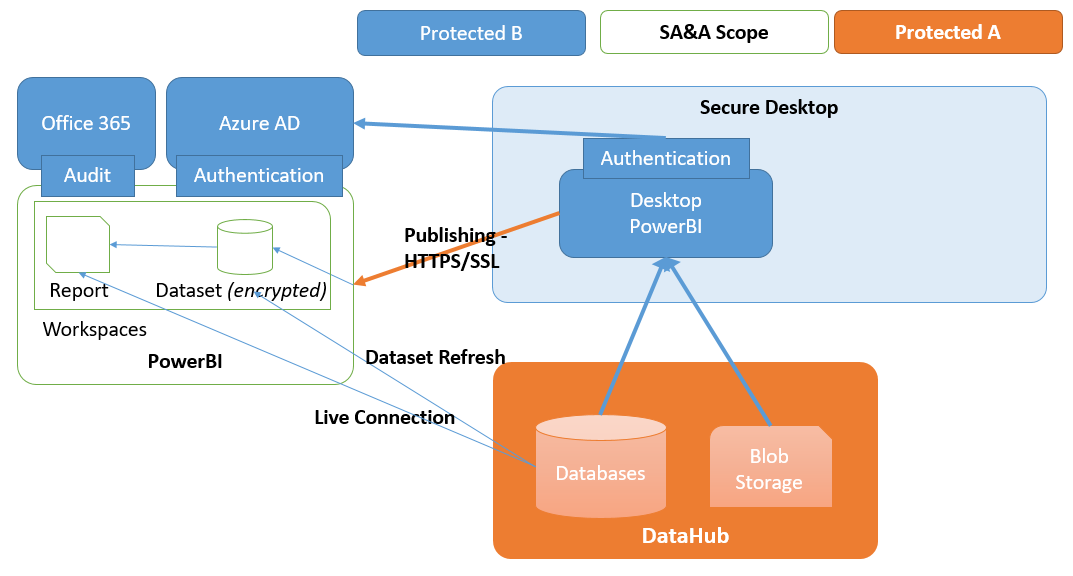 Protected B
SA&A Scope
Protected A
Office 365
Azure AD
Secure Desktop
Audit
Authentication
Authentication
Desktop
PowerBI
Publishing -
HTTPS/SSL
Report
Dataset (encrypted)
Workspaces
PowerBI
Dataset Refresh
Live Connection
Databases
Blob
Storage
DataHub